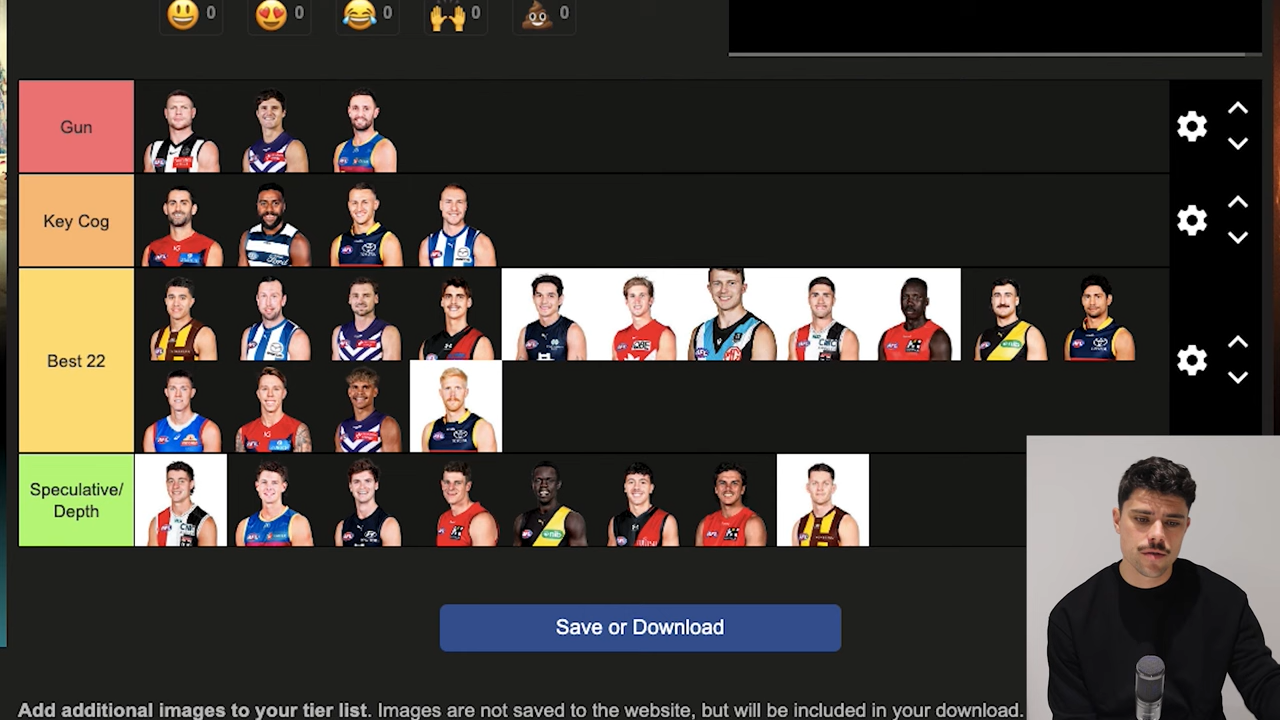 0 0 0 0 0
Gun
Key Cog
Best 22
Speculative/
Depth
Save or Download
Add additional images to your tier list. Images are not saved to the website, but will be included in your download.